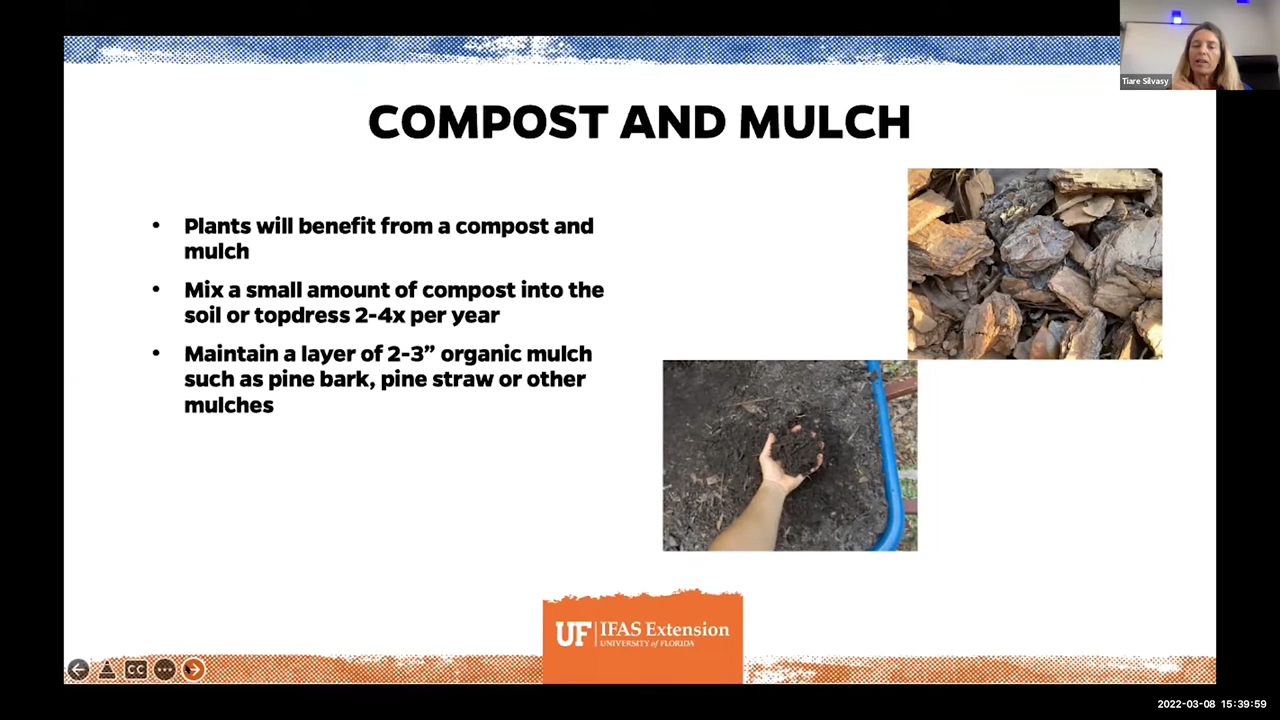 Tiare Silvasy
COMPOST AND MULCH
• Plants will benefit from a compost and
mulch
• Mix a small amount of compost into the
soil or topdress 2-4x per year
• Maintain a layer of 2-3” organic mulch
such as pine bark, pine straw or other
mulches
UF IFAS Extension
UNIVERSITY of FLORIDA
CC
2022-03-08 15:39:59